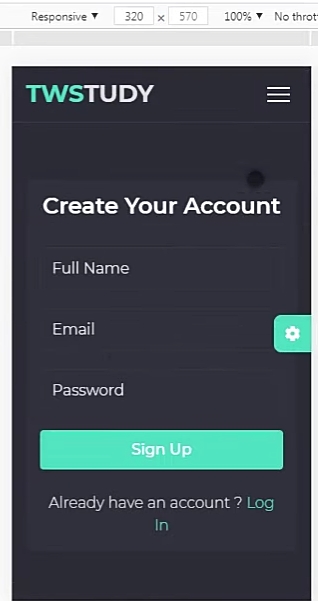 Responsive ▼ 320 x 570 100% ▼ No throt
TWSTUDY
Create Your Account
Full Name
Email
Password
Sign Up
Already have an account ? Log
In